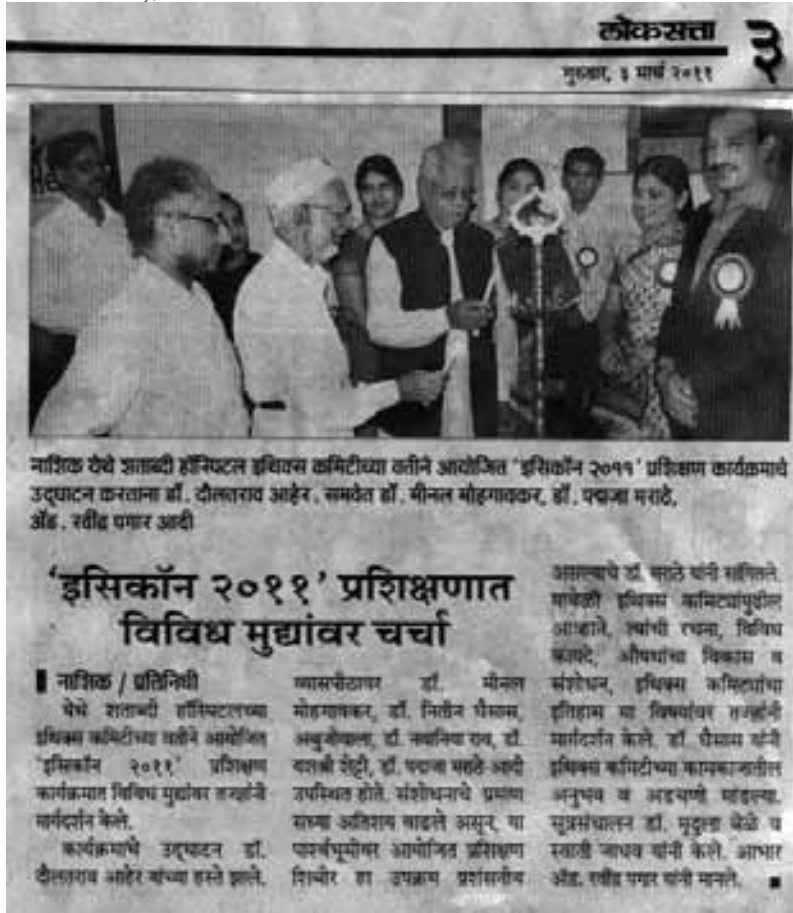 लोकसत्ता
३
गुरुवार, ३ मार्च २०११
नाशिक येथे शताब्दी हॉस्पिटल इथिक्स कमिटीच्या वतीने आयोजित 'इसिकॉन २०११' प्रशिक्षण कार्यक्रमाचे
उद्‌घाटन करताना डॉ. दौलतराव आहेर. समवेत डॉ. मीनल मोहगावकर, डॉ. पद्मजा मराठे,
ॲड. रवींद्र पगार आदी
'इसिकॉन २०११' प्रशिक्षणात
विविध मुद्यांवर चर्चा
नाशिक / प्रतिनिधी
येथे शताब्दी हॉस्पिटलच्या
इथिक्स कमिटीच्या वतीने आयोजित
'इसिकॉन २०११' प्रशिक्षण
कार्यक्रमात विविध मुद्यांवर तज्ज्ञांनी
मार्गदर्शन केले.
कार्यक्रमाचे उद्‌घाटन डॉ.
दौलतराव आहेर यांच्या हस्ते झाले.
व्यासपीठावर डॉ. मीनल
मोहगावकर, डॉ. नितीन घैसास,
डॉ. राव, डॉ.
यशश्री शेट्टी, डॉ. पद्मजा मराठे आदी
उपस्थित होते. संशोधनाचे प्रमाण
सध्या अतिशय वाढले असून, या
पार्श्वभूमीवर आयोजित प्रशिक्षण
शिबीर हा उपक्रम प्रशंसनीय
असल्याचे डॉ. मराठे यांनी सांगितले.
यावेळी इथिक्स कमिट्यांपुढील
आव्हाने, त्यांची रचना, विविध
कायदे, औषधांचा विकास व
संशोधन, इथिक्स कमिट्यांचा
इतिहास या विषयांवर तज्ज्ञांनी
मार्गदर्शन केले. डॉ. घैसास यांनी
इथिक्स कमिटीच्या कामकाजातील
अनुभव व अडचणी मांडल्या.
सूत्रसंचालन डॉ. मृदुला बेळे व
स्वाती जाधव यांनी केले. आभार
ॲड. रवींद्र पगार यांनी मानले.